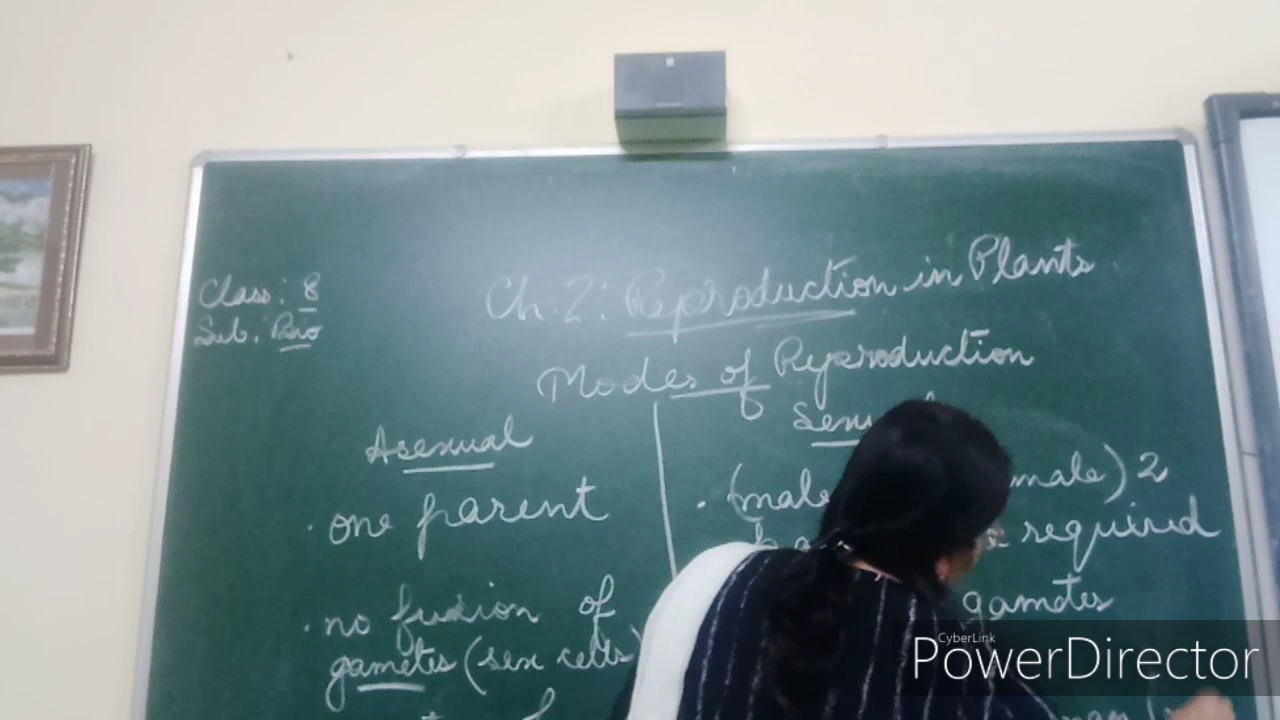 Class: 8
Sub: Bio
Ch.2: Reproduction in Plants
Modes of Reproduction
Asexual
· one parent
· no fusion of
gametes (sex cells)
· (male male) 2
required
gametes
CyberLink
PowerDirector